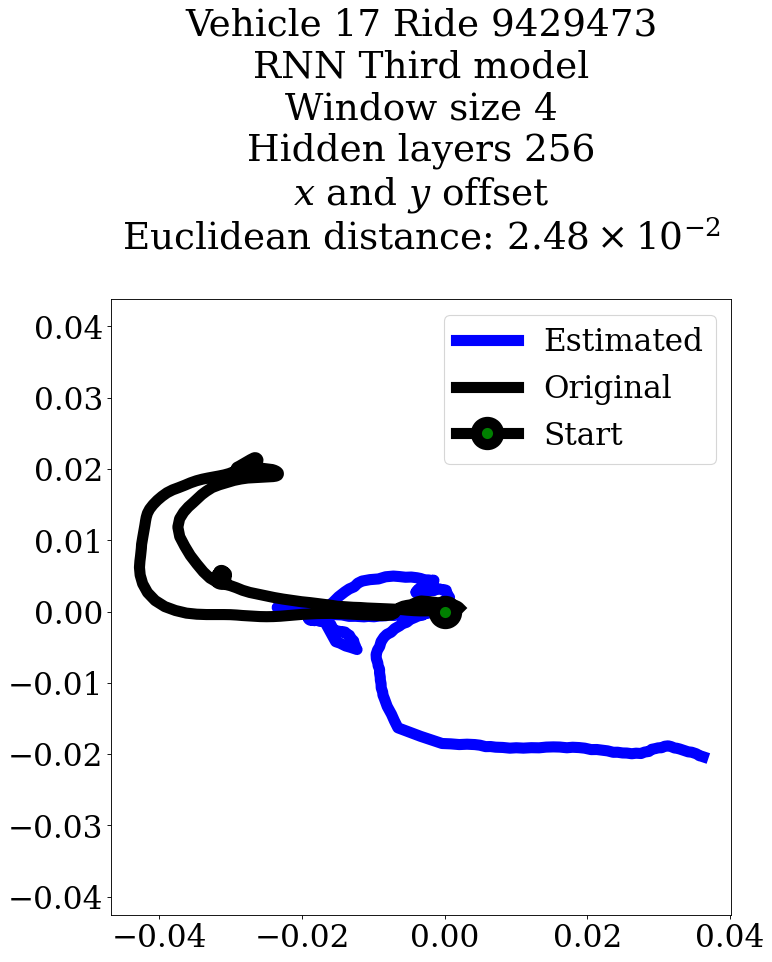 Vehicle 17 Ride 9429473
RNN Third model
Window size 4
Hidden layers 256
x and y offset
Euclidean distance: 2.48 × 10⁻²
Estimated
Original
Start
0.04
0.03
0.02
0.01
0.00
−0.01
−0.02
−0.03
−0.04
−0.04 −0.02 0.00 0.02 0.04